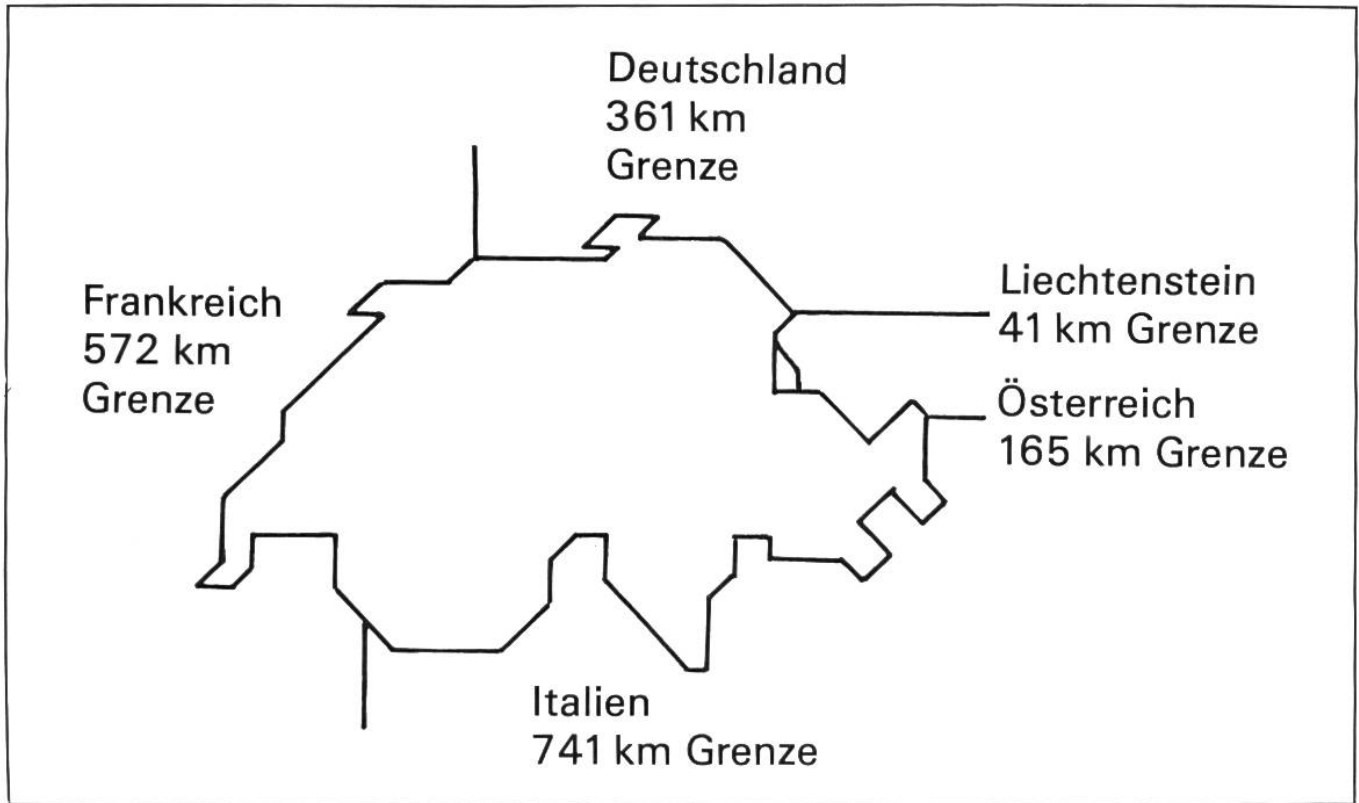 Deutschland
361 km
Grenze
Frankreich
572 km
Grenze
Liechtenstein
41 km Grenze
Österreich
165 km Grenze
Italien
741 km Grenze